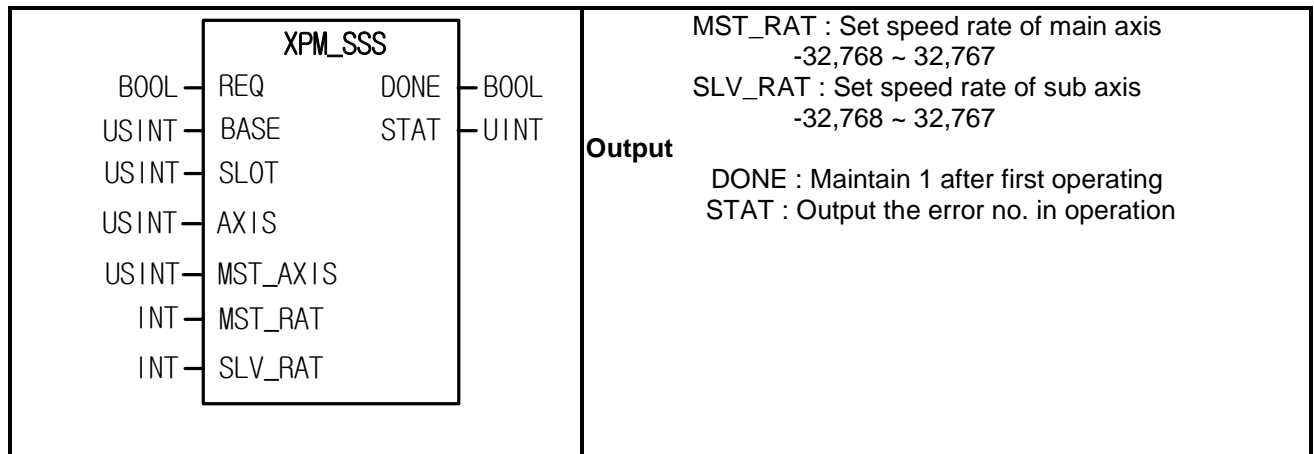 XPM_SSS
BOOL REQ DONE BOOL
USINT BASE STAT UINT
USINT SLOT
USINT AXIS
USINT MST_AXIS
INT MST_RAT
INT SLV_RAT
MST_RAT : Set speed rate of main axis
-32,768 ~ 32,767
SLV_RAT : Set speed rate of sub axis
-32,768 ~ 32,767
Output
DONE : Maintain 1 after first operating
STAT : Output the error no. in operation